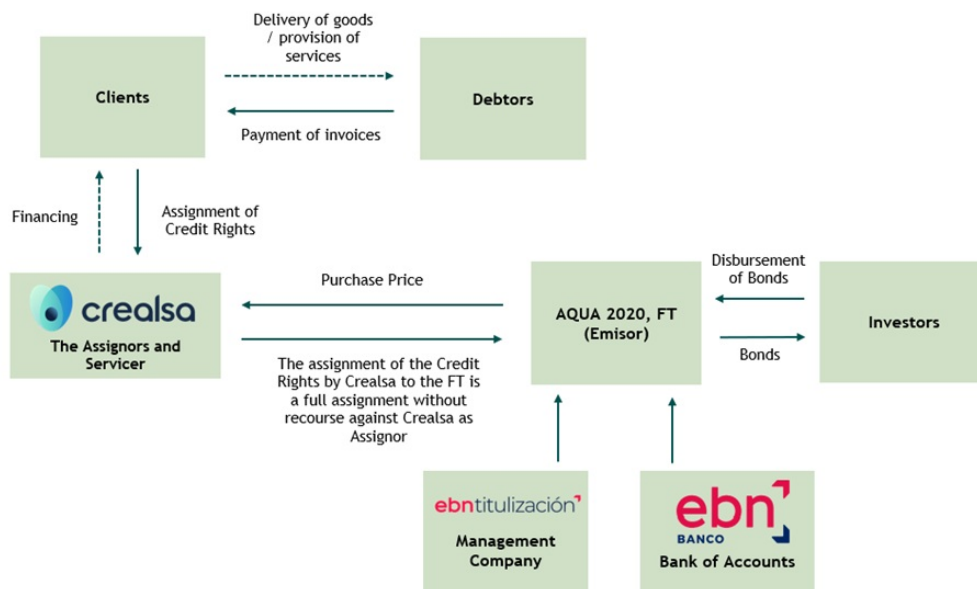 Delivery of goods
/ provision of
services
Clients
Debtors
Payment of invoices
Financing
Assignment of
Credit Rights
Purchase Price
Disbursement
of Bonds
crealsa
The Assignors and
Servicer
AQUA 2020, FT
(Emisor)
Investors
Bonds
The assignment of the Credit
Rights by Crealsa to the FT is
a full assignment without
recourse against Crealsa as
Assignor
ebntitulización
Management
Company
ebn
BANCO
Bank of Accounts